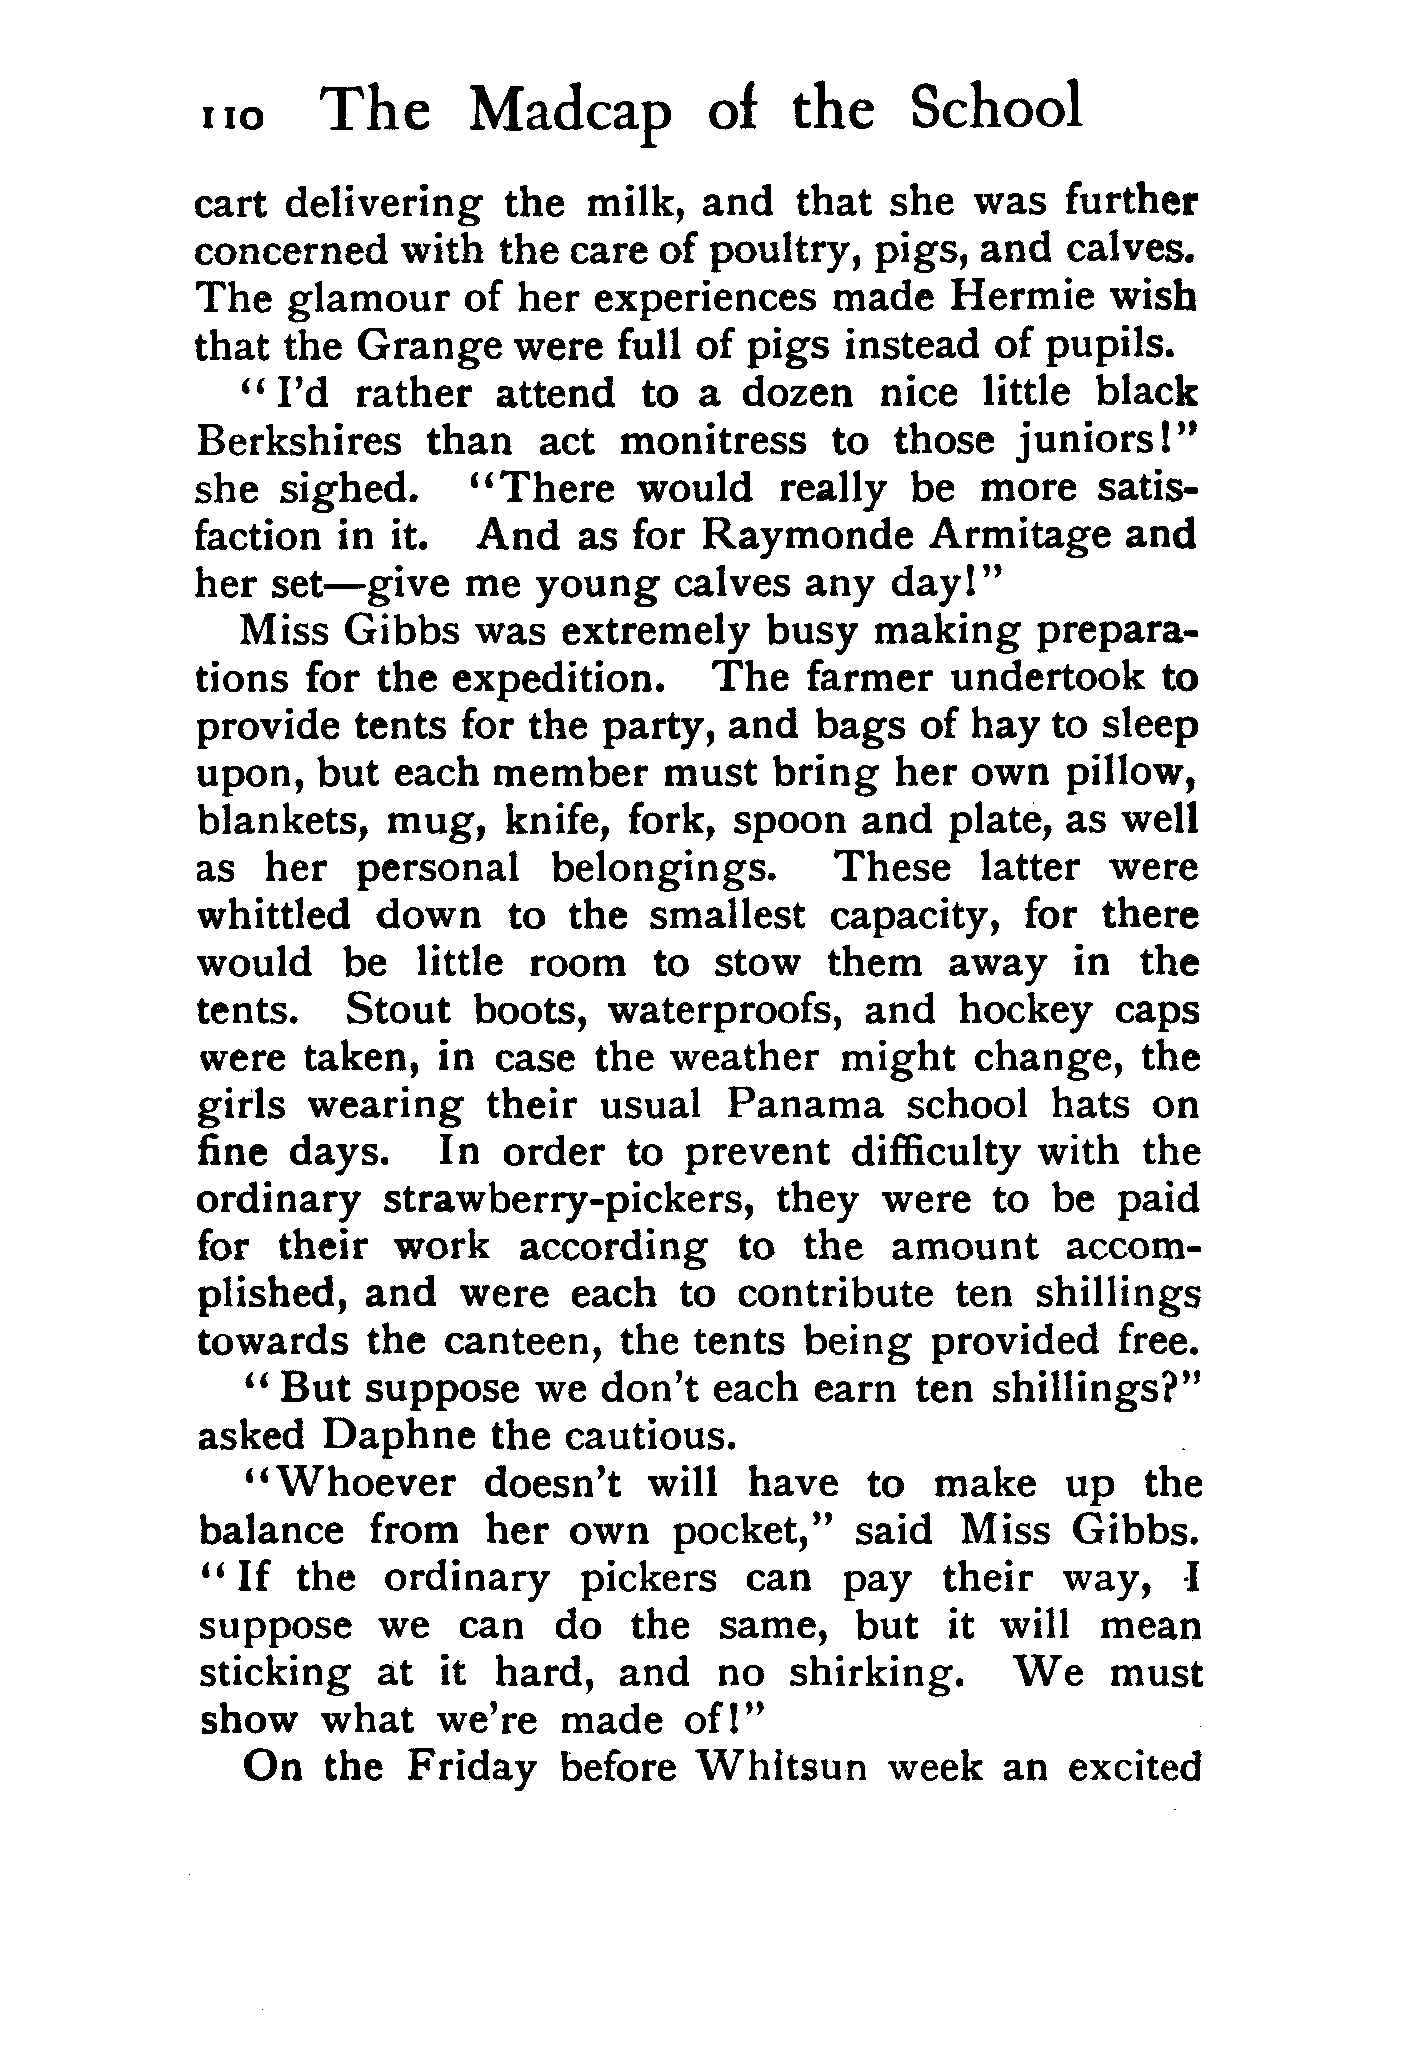 110 The Madcap of the School
cart delivering the milk, and that she was further
concerned with the care of poultry, pigs, and calves.
The glamour of her experiences made Hermie wish
that the Grange were full of pigs instead of pupils.
"I'd rather attend to a dozen nice little black
Berkshires than act monitress to those juniors!"
she sighed. "There would really be more satis-
faction in it. And as for Raymonde Armitage and
her set—give me young calves any day!"
Miss Gibbs was extremely busy making prepara-
tions for the expedition. The farmer undertook to
provide tents for the party, and bags of hay to sleep
upon, but each member must bring her own pillow,
blankets, mug, knife, fork, spoon and plate, as well
as her personal belongings. These latter were
whittled down to the smallest capacity, for there
would be little room to stow them away in the
tents. Stout boots, waterproofs, and hockey caps
were taken, in case the weather might change, the
girls wearing their usual Panama school hats on
fine days. In order to prevent difficulty with the
ordinary strawberry-pickers, they were to be paid
for their work according to the amount accom-
plished, and were each to contribute ten shillings
towards the canteen, the tents being provided free.
"But suppose we don't each earn ten shillings?"
asked Daphne the cautious.
"Whoever doesn't will have to make up the
balance from her own pocket," said Miss Gibbs.
"If the ordinary pickers can pay their way, I
suppose we can do the same, but it will mean
sticking at it hard, and no shirking. We must
show what we're made of!"
On the Friday before Whitsun week an excited